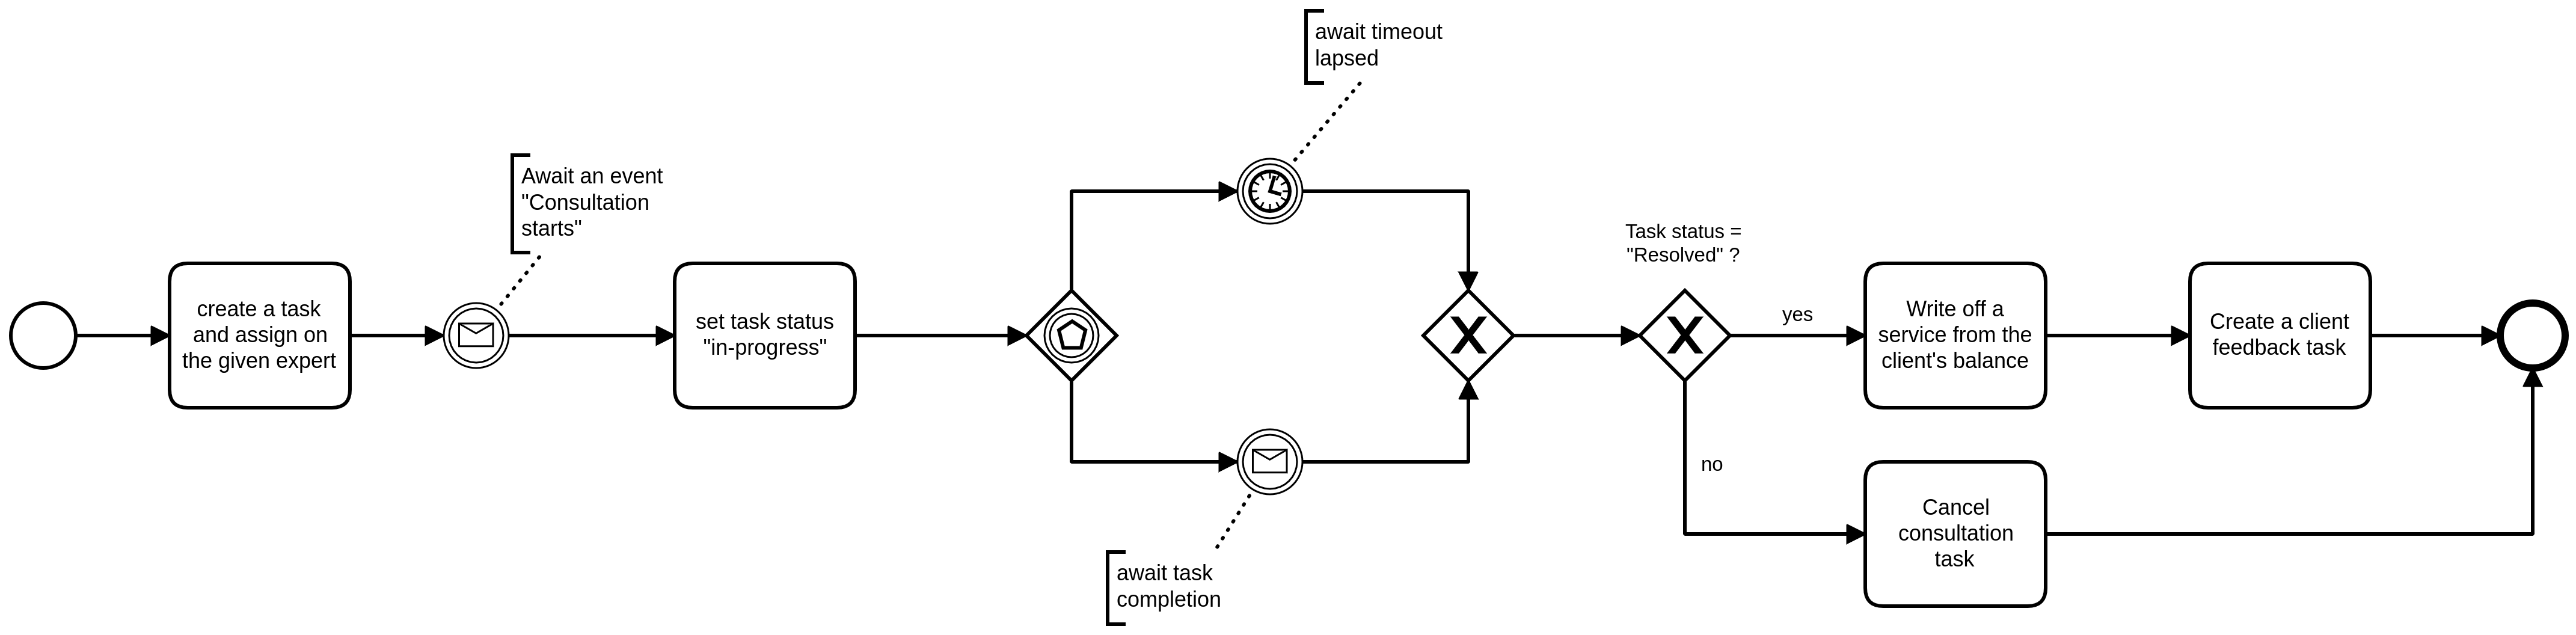 await timeout
lapsed
Await an event
"Consultation
starts"
Task status =
"Resolved" ?
create a task
and assign on
the given expert
set task status
"in-progress"
X
X
yes
Write off a
service from the
client's balance
Create a client
feedback task
no
Cancel
consultation
task
await task
completion